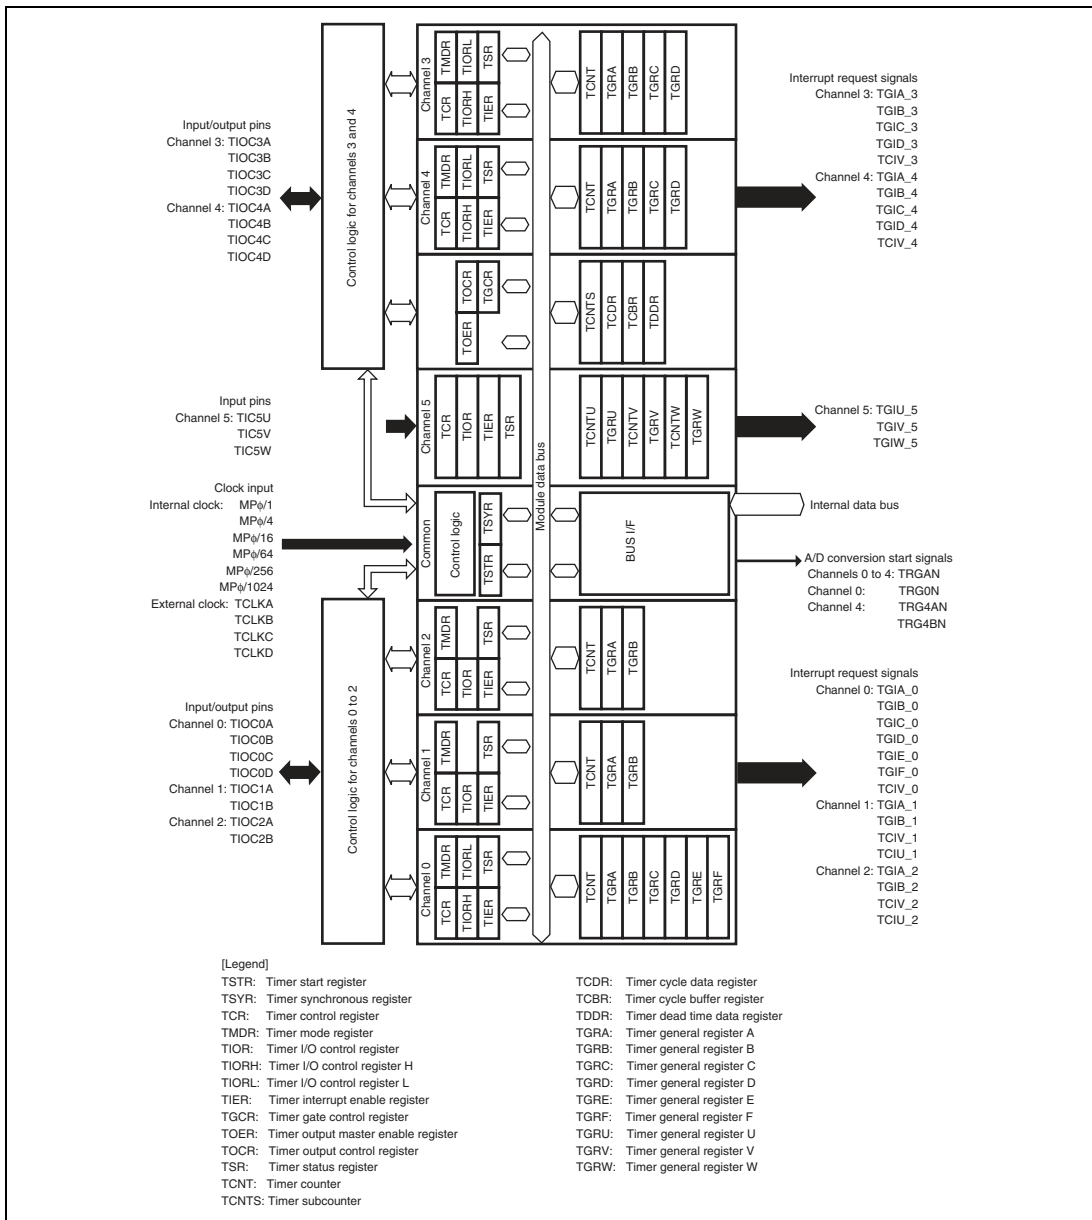 Input/output pins
Channel 3: TIOC3A
TIOC3B
TIOC3C
TIOC3D
Channel 4: TIOC4A
TIOC4B
TIOC4C
TIOC4D
Input pins
Channel 5: TIC5U
TIC5V
TIC5W
Clock input
Internal clock: MPϕ/1
MPϕ/4
MPϕ/16
MPϕ/64
MPϕ/256
MPϕ/1024
External clock: TCLKA
TCLKB
TCLKC
TCLKD
Input/output pins
Channel 0: TIOC0A
TIOC0B
TIOC0C
TIOC0D
Channel 1: TIOC1A
TIOC1B
Channel 2: TIOC2A
TIOC2B
Control logic for channels 3 and 4
Control logic for channels 0 to 2
Channel 3
TCR
TMDR
TIORH
TIORL
TIER
TSR
TCNT
TGRA
TGRB
TGRC
TGRD
Channel 4
TCR
TMDR
TIORH
TIORL
TIER
TSR
TCNT
TGRA
TGRB
TGRC
TGRD
TOER
TOCR
TGCR
TCNTS
TCDR
TCBR
TDDR
Channel 5
TCR
TIOR
TIER
TSR
TCNTU
TGRU
TCNTV
TGRV
TCNTW
TGRW
Module data bus
Common
Control logic
TSTR
TSYR
BUS I/F
Channel 2
TCR
TMDR
TIOR
TIER
TSR
TCNT
TGRA
TGRB
Channel 1
TCR
TMDR
TIOR
TIER
TSR
TCNT
TGRA
TGRB
Channel 0
TCR
TMDR
TIORH
TIORL
TIER
TSR
TCNT
TGRA
TGRB
TGRC
TGRD
TGRE
TGRF
Interrupt request signals
Channel 3: TGIA_3
TGIB_3
TGIC_3
TGID_3
TCIV_3
Channel 4: TGIA_4
TGIB_4
TGIC_4
TGID_4
TCIV_4
Channel 5: TGIU_5
TGIV_5
TGIW_5
Internal data bus
A/D conversion start signals
Channels 0 to 4: TRGAN
Channel 0: TRG0N
Channel 4: TRG4AN
TRG4BN
Interrupt request signals
Channel 0: TGIA_0
TGIB_0
TGIC_0
TGID_0
TGIE_0
TGIF_0
TCIV_0
Channel 1: TGIA_1
TGIB_1
TCIV_1
TCIU_1
Channel 2: TGIA_2
TGIB_2
TCIV_2
TCIU_2
[Legend]
TSTR: Timer start register
TSYR: Timer synchronous register
TCR: Timer control register
TMDR: Timer mode register
TIOR: Timer I/O control register
TIORH: Timer I/O control register H
TIORL: Timer I/O control register L
TIER: Timer interrupt enable register
TGCR: Timer gate control register
TOER: Timer output master enable register
TOCR: Timer output control register
TSR: Timer status register
TCNT: Timer counter
TCNTS: Timer subcounter
TCDR: Timer cycle data register
TCBR: Timer cycle buffer register
TDDR: Timer dead time data register
TGRA: Timer general register A
TGRB: Timer general register B
TGRC: Timer general register C
TGRD: Timer general register D
TGRE: Timer general register E
TGRF: Timer general register F
TGRU: Timer general register U
TGRV: Timer general register V
TGRW: Timer general register W